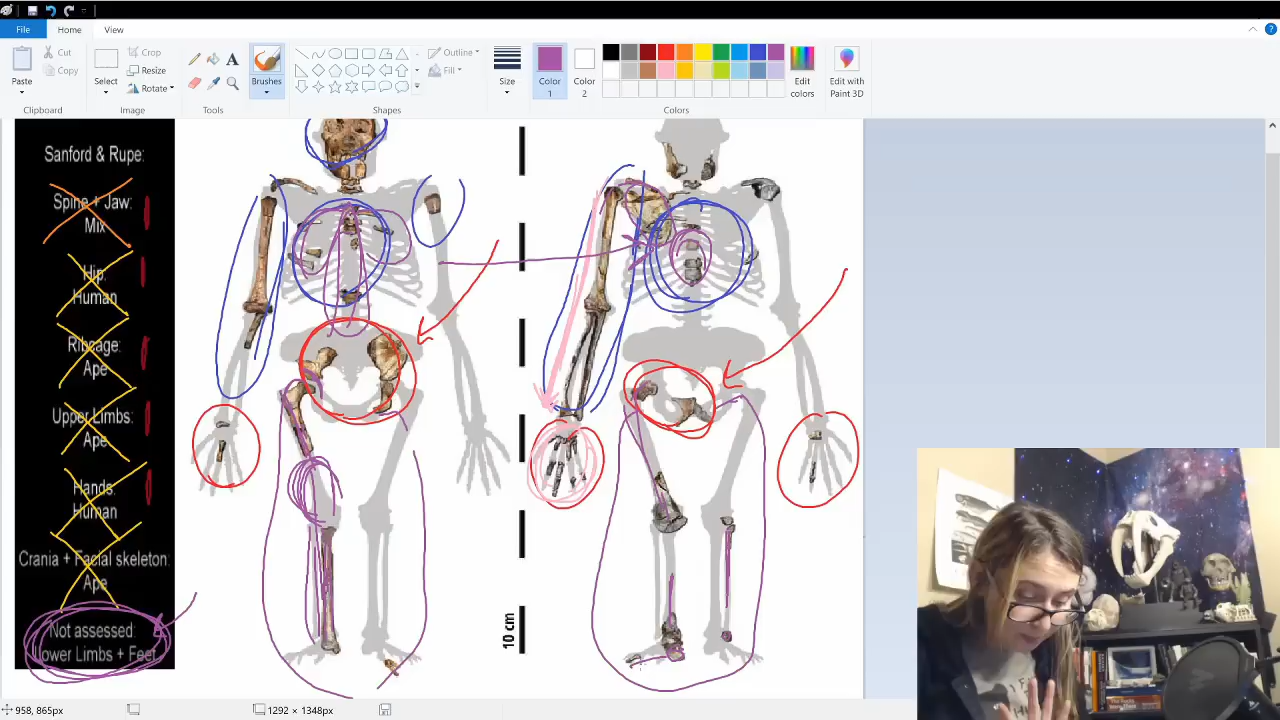 File
Home
View
Paste
Cut
Copy
Clipboard
Select
Crop
Resize
Rotate
Image
Tools
Brushes
Shapes
Outline
Fill
Size
Color 1
Color 2
Edit colors
Colors
Edit with Paint 3D
Sanford & Rupe:
Spine + Jaw:
Mix
Hip:
Human
Ribcage:
Ape
Upper Limbs:
Ape
Hands:
Human
Crania + Facial skeleton:
Ape
Not assessed:
Lower Limbs + Feet
10 cm
958, 865px
1292 × 1348px